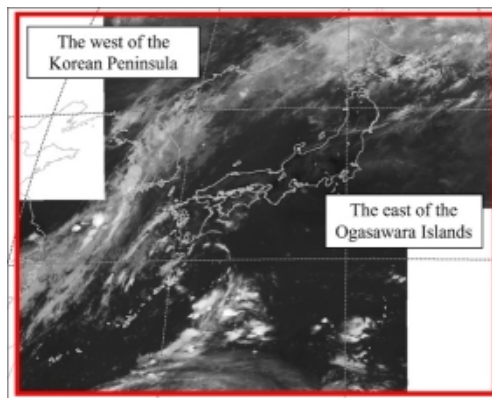 The west of the
Korean Peninsula
The east of the
Ogasawara Islands